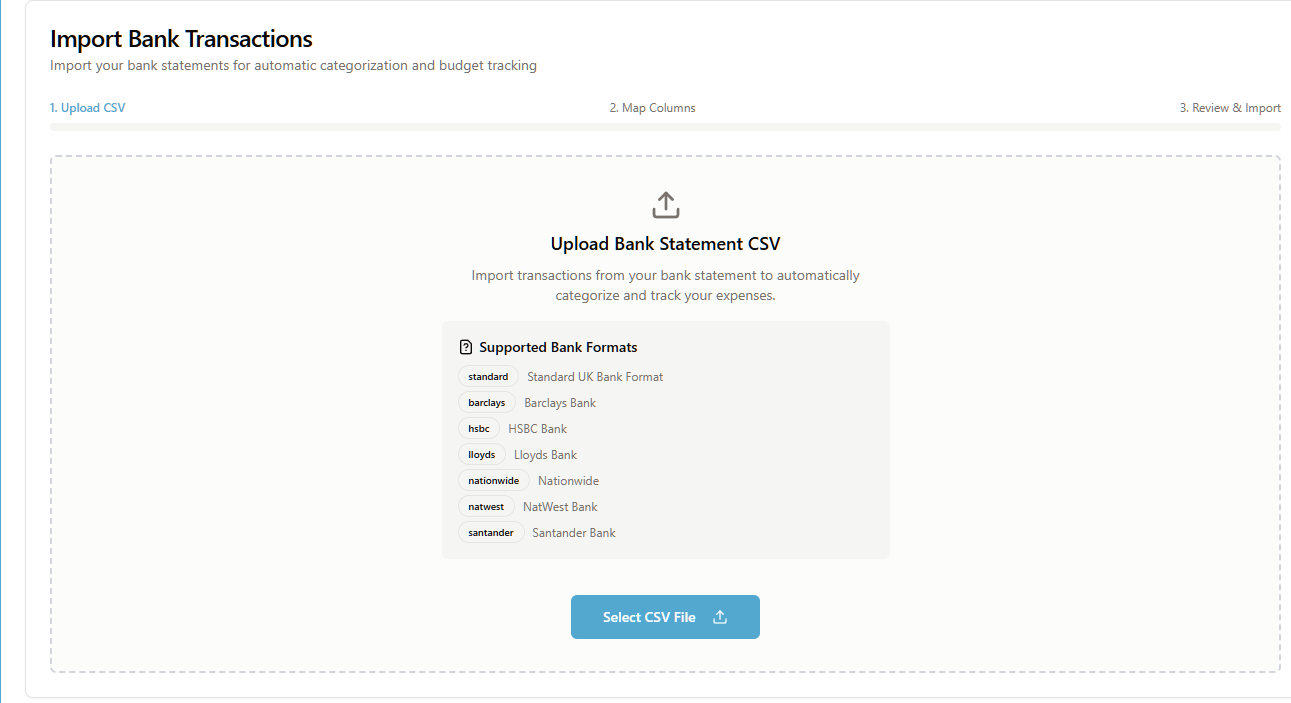 Import Bank Transactions
Import your bank statements for automatic categorization and budget tracking
1. Upload CSV
2. Map Columns
3. Review & Import
Upload Bank Statement CSV
Import transactions from your bank statement to automatically
categorize and track your expenses.
Supported Bank Formats
standard Standard UK Bank Format
barclays Barclays Bank
hsbc HSBC Bank
lloyds Lloyds Bank
nationwide Nationwide
natwest NatWest Bank
santander Santander Bank
Select CSV File